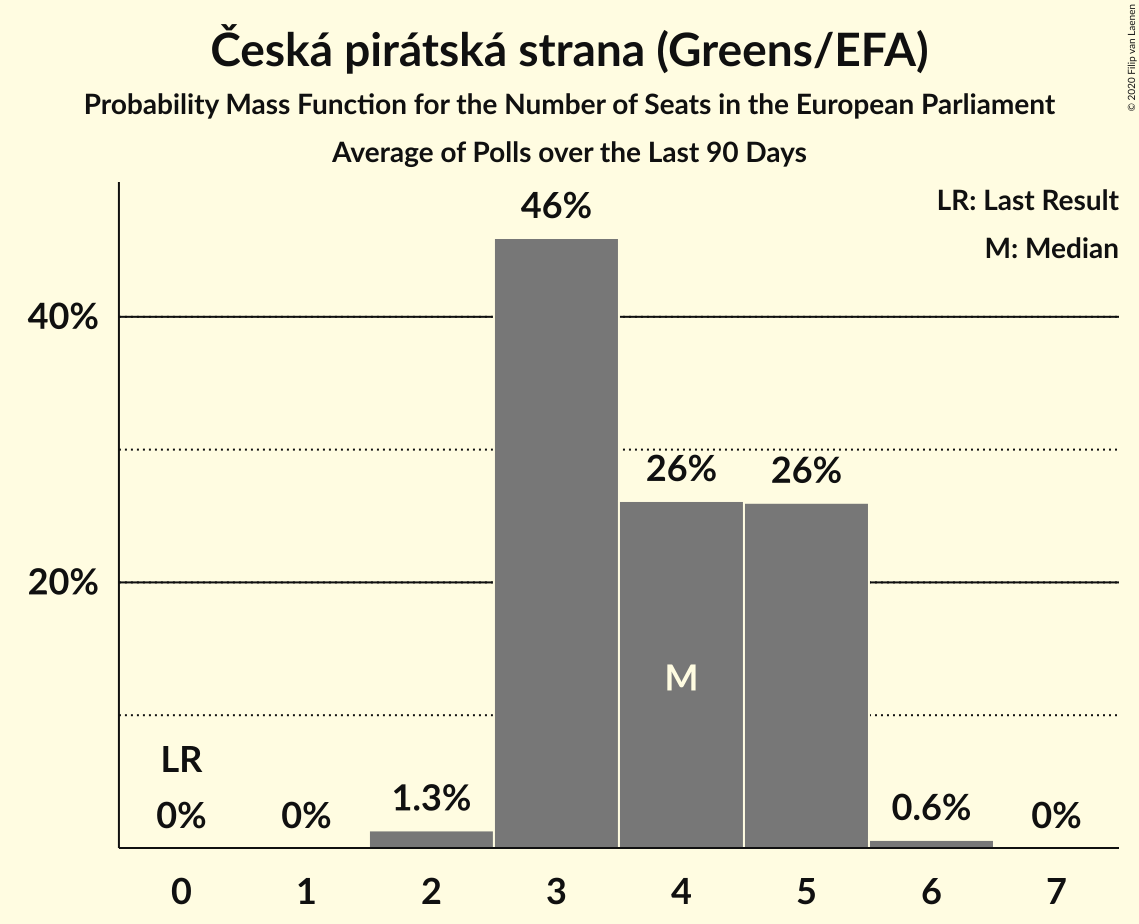 Česká pirátská strana (Greens/EFA)
Probability Mass Function for the Number of Seats in the European Parliament
Average of Polls over the Last 90 Days
© 2020 Filip van Laenen
LR: Last Result
M: Median
46%
40%
26%
26%
20%
M
LR
0%
0%
1.3%
0.6%
0%
0
1
2
3
4
5
6
7